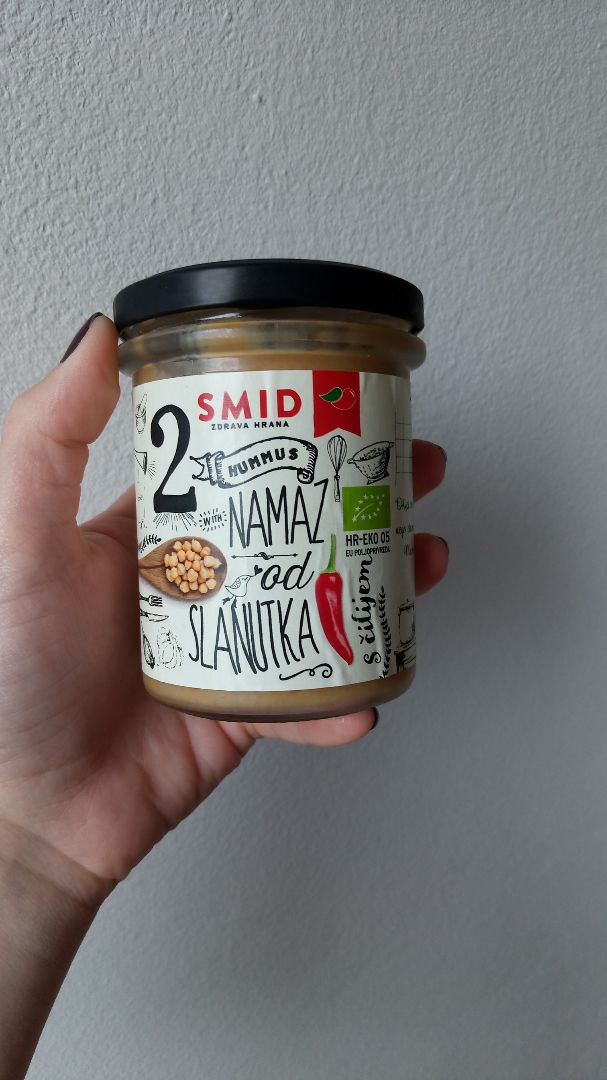 SMID
ZDRAVA HRANA
2
HUMMUS
WITH
NAMAZ
od
SLANUTKA
HR-EKO 05
EU POLJOPRIVREDA
S čilijem